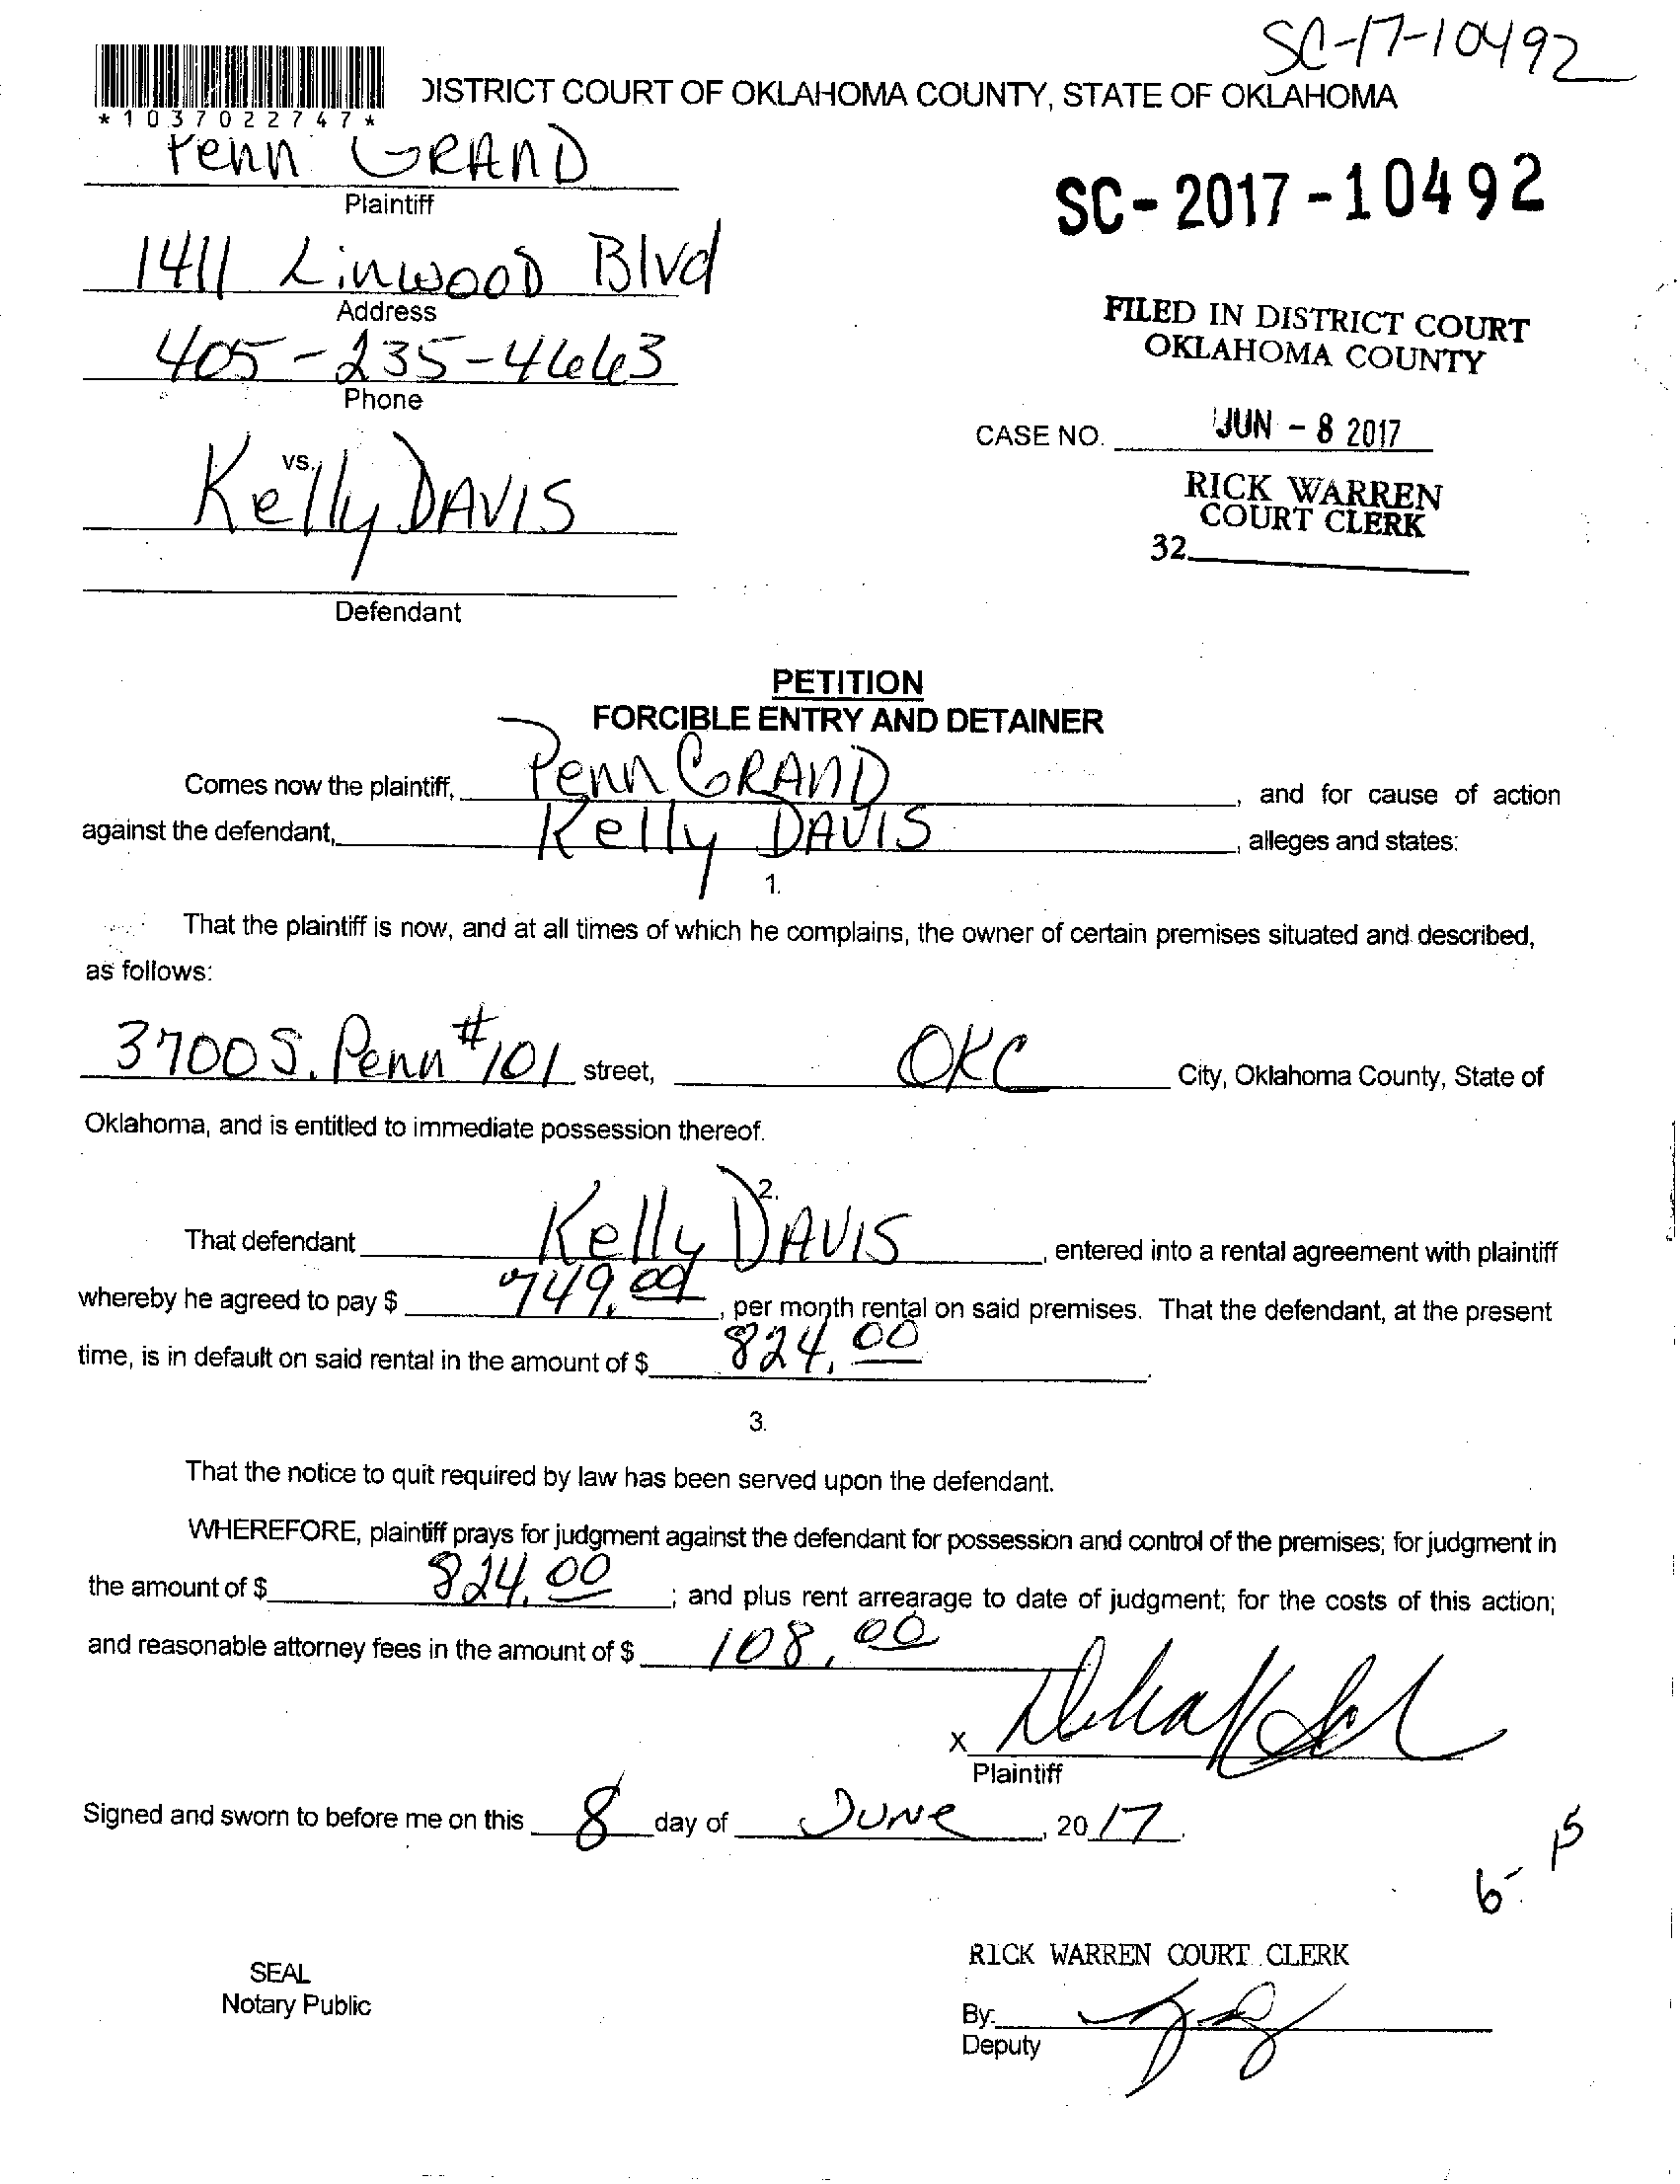 SC-17-10492
*1037022747*
DISTRICT COURT OF OKLAHOMA COUNTY, STATE OF OKLAHOMA
Penn GRAND
Plaintiff
SC-2017-10492
1411 LinwooD Blvd
Address
FILED IN DISTRICT COURT
OKLAHOMA COUNTY
405-235-4663
Phone
CASE NO. JUN - 8 2017
vs.
Kelly DAVIS
RICK WARREN
COURT CLERK
32
Defendant
PETITION
FORCIBLE ENTRY AND DETAINER
Comes now the plaintiff, Penn GRAND, and for cause of action
against the defendant, Kelly DAVIS, alleges and states:
1.
That the plaintiff is now, and at all times of which he complains, the owner of certain premises situated and described,
as follows:
3700 S. Penn #101 street, OKC City, Oklahoma County, State of
Oklahoma, and is entitled to immediate possession thereof.
2.
That defendant Kelly DAVIS, entered into a rental agreement with plaintiff
whereby he agreed to pay $ 749.00, per month rental on said premises. That the defendant, at the present
time, is in default on said rental in the amount of $ 824.00.
3.
That the notice to quit required by law has been served upon the defendant.
WHEREFORE, plaintiff prays for judgment against the defendant for possession and control of the premises; for judgment in
the amount of $ 824.00; and plus rent arrearage to date of judgment; for the costs of this action;
and reasonable attorney fees in the amount of $ 108.00
X
Plaintiff
Signed and sworn to before me on this 8 day of JUNe, 20 17.
6-15
RICK WARREN COURT CLERK
SEAL
Notary Public
By:
Deputy